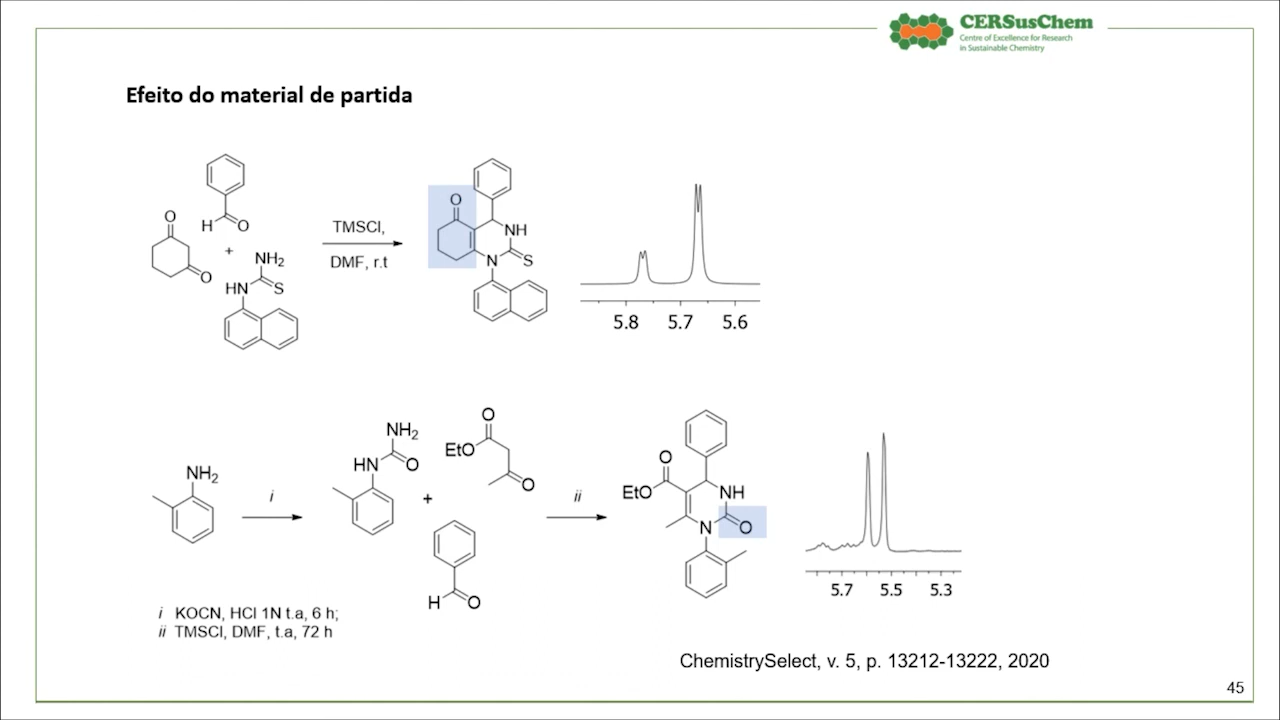 CERSusChem
Centre of Excellence for Research
in Sustainable Chemistry
Efeito do material de partida
O
O
H
O
+
NH2
HN
S
TMSCl,
DMF, r.t
O
NH
N
S
5.8 5.7 5.6
NH2
i
NH2
HN
O
+
O
EtO
O
H
O
ii
O
EtO
NH
N
O
5.7 5.5 5.3
i KOCN, HCl 1N t.a, 6 h;
ii TMSCl, DMF, t.a, 72 h
ChemistrySelect, v. 5, p. 13212-13222, 2020
45